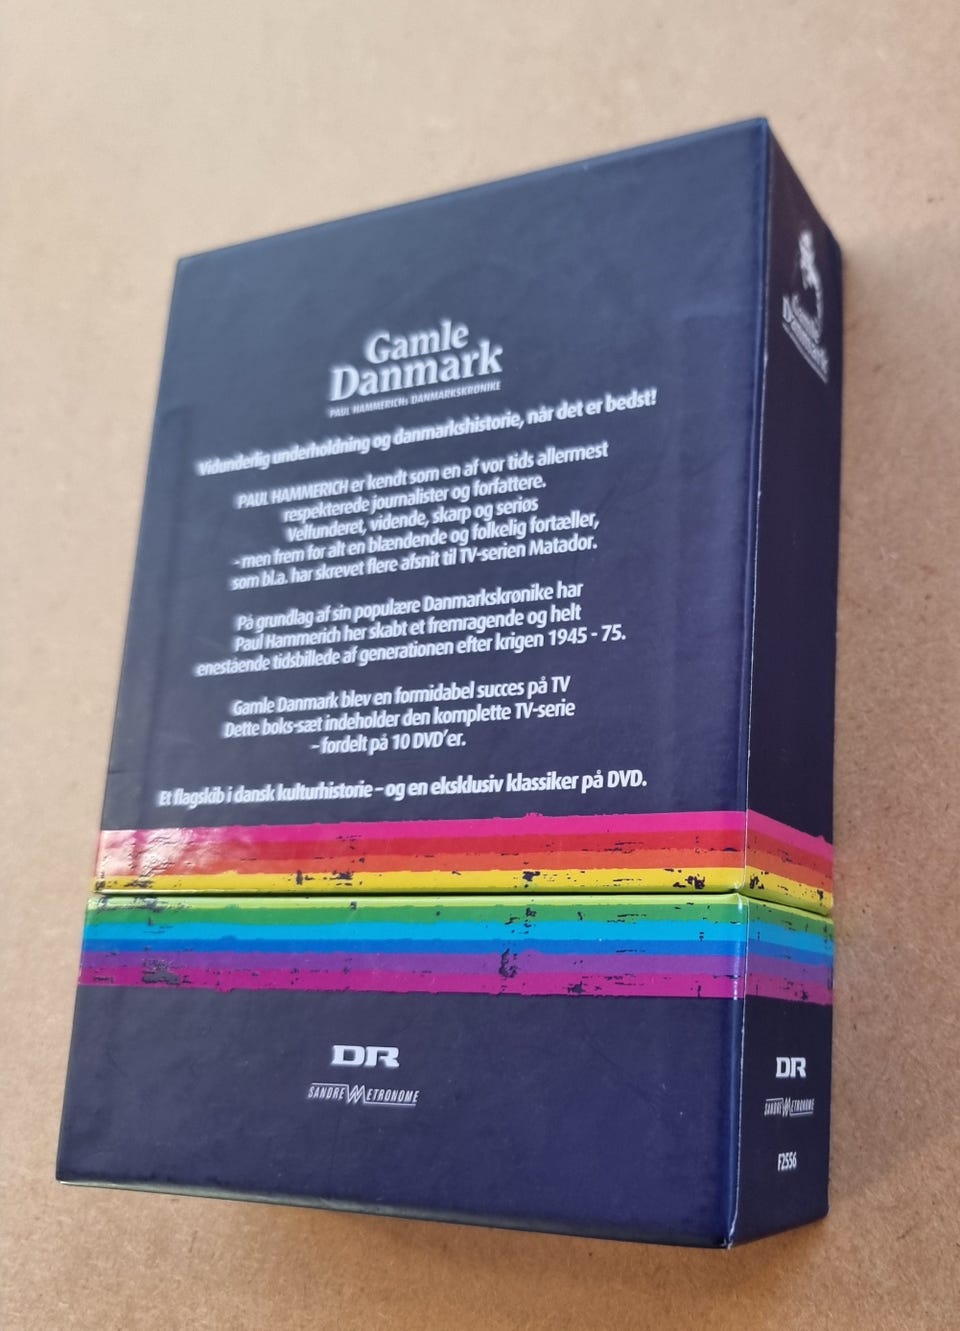 Gamle
Danmark
PAUL HAMMERICHS DANMARKSKRØNIKE
Vidunderlig underholdning og danmarkshistorie, når det er bedst!
PAUL HAMMERICH er kendt som en af vor tids allermest
respekterede journalister og forfattere.
Velfunderet, vidende, skarp og seriøs
- men frem for alt en blændende og folkelig fortæller,
som bl.a. har skrevet flere afsnit til TV-serien Matador.
På grundlag af sin populære Danmarkskrønike har
Paul Hammerich her skabt et fremragende og helt
enestående tidsbillede af generationen efter krigen 1945 - 75.
Gamle Danmark blev en formidabel succes på TV
Dette boks-sæt indeholder den komplette TV-serie
– fordelt på 10 DVD'er.
Et flagskib i dansk kulturhistorie – og en eksklusiv klassiker på DVD.
DR
SANDREW METRONOME
Gamle
Danmark
DR
SANDREW METRONOME
F2556